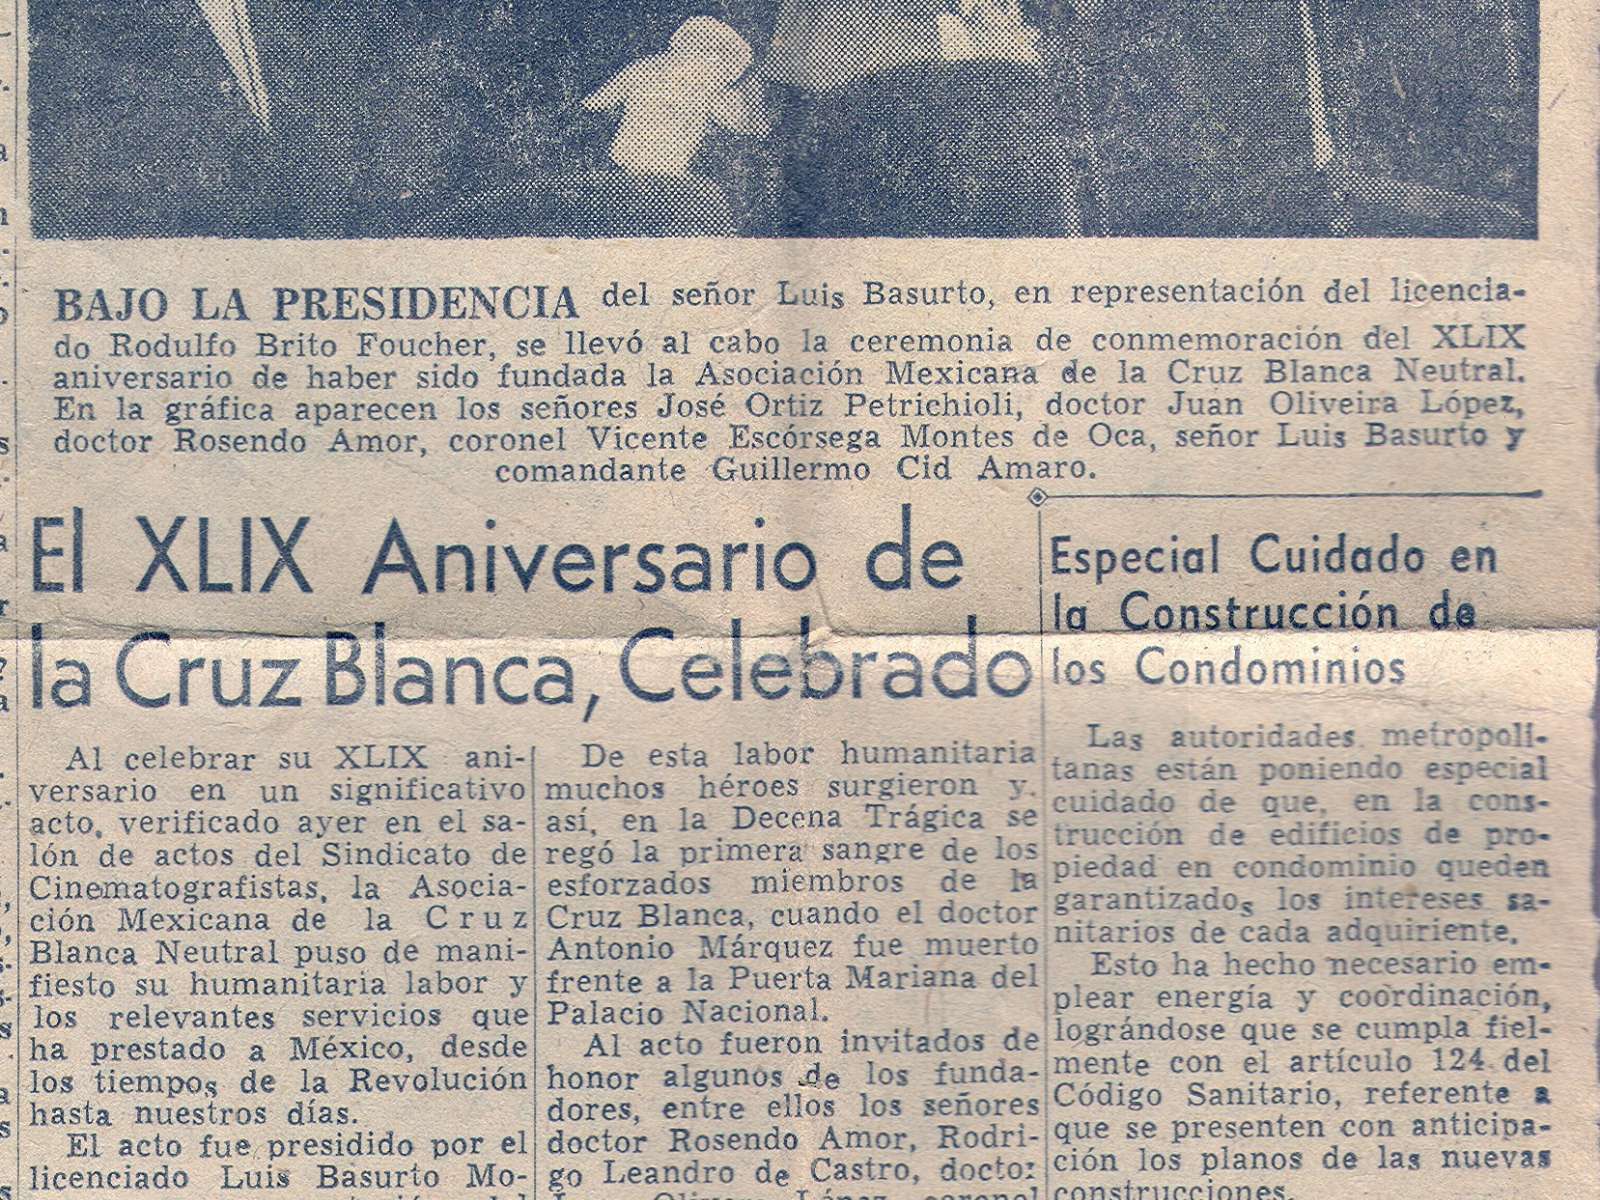 BAJO LA PRESIDENCIA del señor Luis Basurto, en representación del licencia-
do Rodulfo Brito Foucher, se llevó al cabo la ceremonia de conmemoración del XLIX
aniversario de haber sido fundada la Asociación Mexicana de la Cruz Blanca Neutral.
En la gráfica aparecen los señores José Ortiz Petrichioli, doctor Juan Oliveira López,
doctor Rosendo Amor, coronel Vicente Escórsega Montes de Oca, señor Luis Basurto y
comandante Guillermo Cid Amaro.
El XLIX Aniversario de
la Cruz Blanca, Celebrado
Al celebrar su XLIX ani-
versario en un significativo
acto, verificado ayer en el sa-
lón de actos del Sindicato de
Cinematografistas, la Asocia-
ción Mexicana de la Cruz
Blanca Neutral puso de mani-
fiesto su humanitaria labor y
los relevantes servicios que
ha prestado a México, desde
los tiempos de la Revolución
hasta nuestros días.
El acto fue presidido por el
licenciado Luis Basurto Mo-
De esta labor humanitaria
muchos héroes surgieron y,
así, en la Decena Trágica se
regó la primera sangre de los
esforzados miembros de la
Cruz Blanca, cuando el doctor
Antonio Márquez fue muerto
frente a la Puerta Mariana del
Palacio Nacional.
Al acto fueron invitados de
honor algunos de los funda-
dores, entre ellos los señores
doctor Rosendo Amor, Rodri-
go Leandro de Castro, doctor
López, coronel
Especial Cuidado en
la Construcción de
los Condominios
Las autoridades metropoli-
tanas están poniendo especial
cuidado de que, en la cons-
trucción de edificios de pro-
piedad en condominio queden
garantizados los intereses sa-
nitarios de cada adquiriente.
Esto ha hecho necesario em-
plear energía y coordinación,
lográndose que se cumpla fiel-
mente con el artículo 124 del
Código Sanitario, referente a
que se presenten con anticipa-
ción los planos de las nuevas
construcciones.